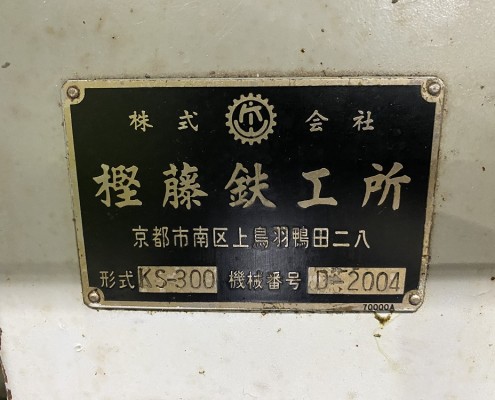 株式会社
樫藤鉄工所
京都市南区上鳥羽鴨田二八
形式 KS-300 機械番号 D-2004
70000A